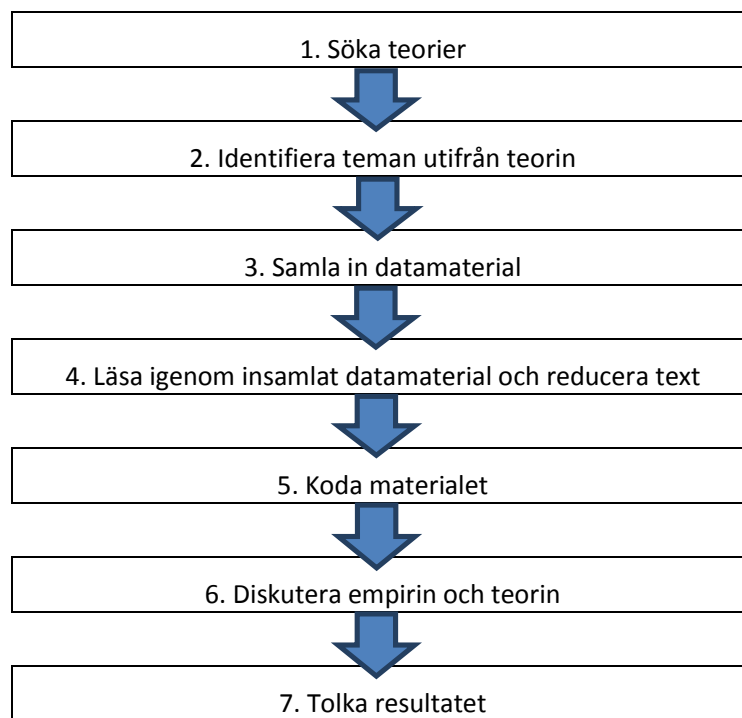 1. Söka teorier
2. Identifiera teman utifrån teorin
3. Samla in datamaterial
4. Läsa igenom insamlat datamaterial och reducera text
5. Koda materialet
6. Diskutera empirin och teorin
7. Tolka resultatet